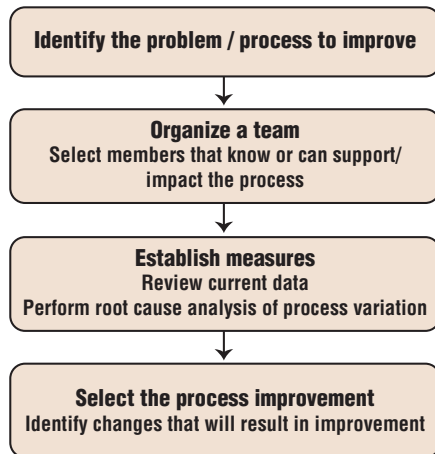 Identify the problem / process to improve
Organize a team
Select members that know or can support/
impact the process
Establish measures
Review current data
Perform root cause analysis of process variation
Select the process improvement
Identify changes that will result in improvement